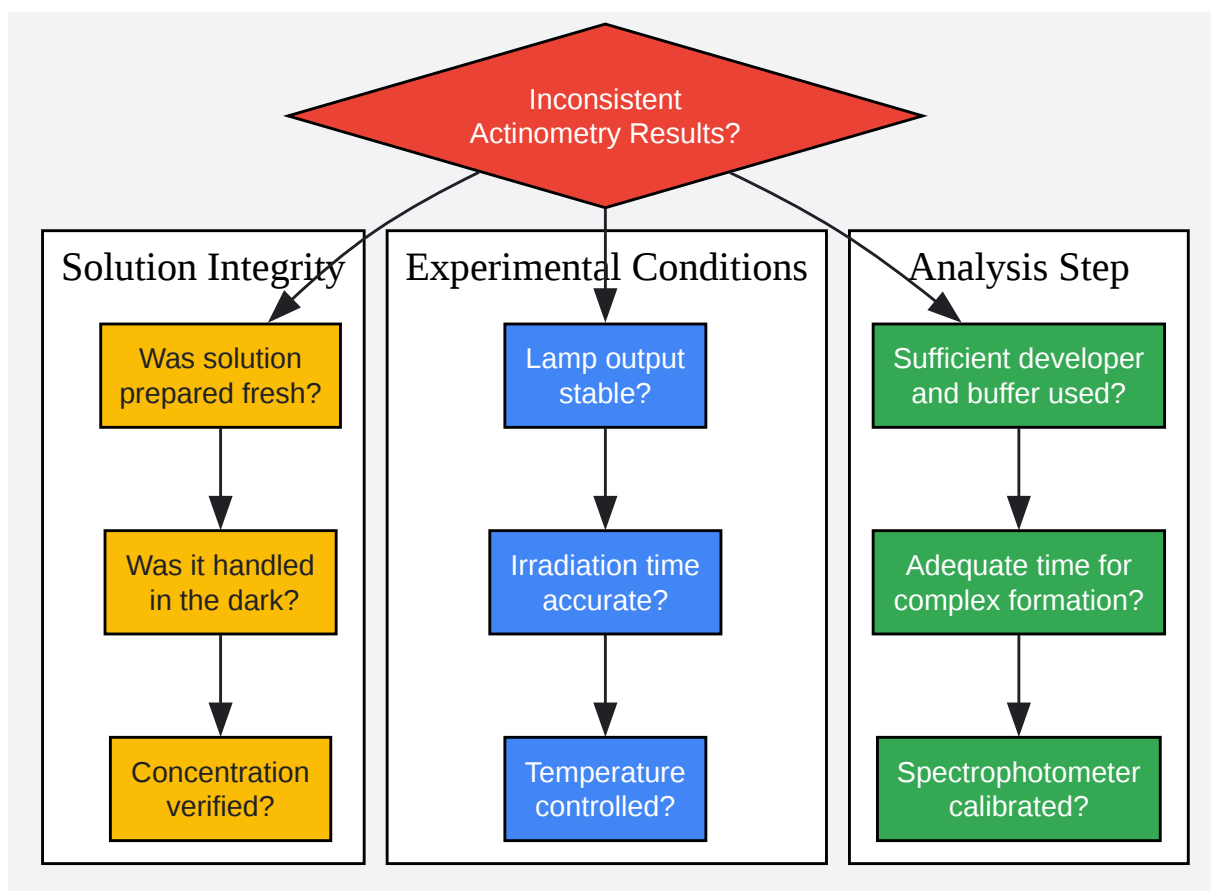 Inconsistent
Actinometry Results?
Solution Integrity
Was solution
prepared fresh?
Was it handled
in the dark?
Concentration
verified?
Experimental Conditions
Lamp output
stable?
Irradiation time
accurate?
Temperature
controlled?
Analysis Step
Sufficient developer
and buffer used?
Adequate time for
complex formation?
Spectrophotometer
calibrated?